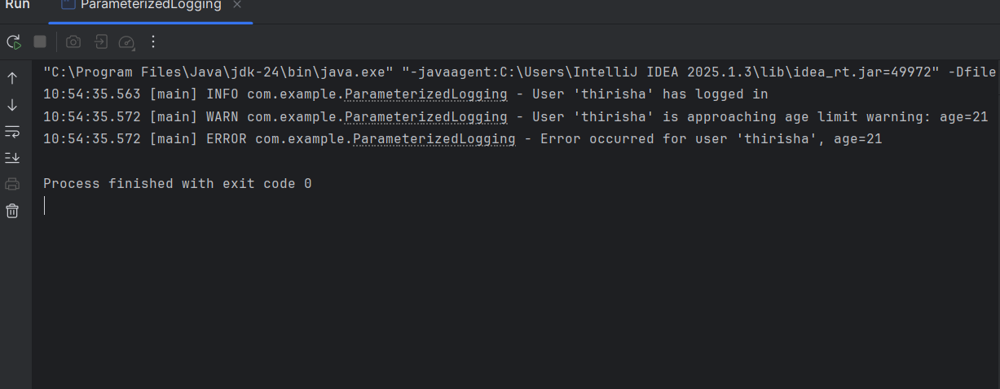 Run ParameterizedLogging
"C:\Program Files\Java\jdk-24\bin\java.exe" "-javaagent:C:\Users\IntelliJ IDEA 2025.1.3\lib\idea_rt.jar=49972" -Dfile
10:54:35.563 [main] INFO com.example.ParameterizedLogging - User 'thirisha' has logged in
10:54:35.572 [main] WARN com.example.ParameterizedLogging - User 'thirisha' is approaching age limit warning: age=21
10:54:35.572 [main] ERROR com.example.ParameterizedLogging - Error occurred for user 'thirisha', age=21
Process finished with exit code 0